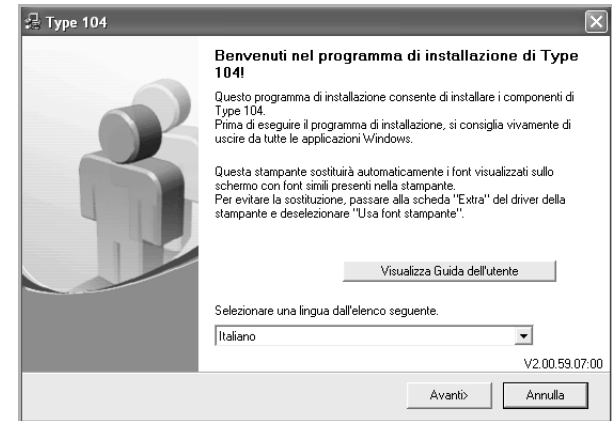 Type 104
Benvenuti nel programma di installazione di Type
104!
Questo programma di installazione consente di installare i componenti di
Type 104.
Prima di eseguire il programma di installazione, si consiglia vivamente di
uscire da tutte le applicazioni Windows.
Questa stampante sostituirà automaticamente i font visualizzati sullo
schermo con font simili presenti nella stampante.
Per evitare la sostituzione, passare alla scheda "Extra" del driver della
stampante e deselezionare "Usa font stampante".
Visualizza Guida dell'utente
Selezionare una lingua dall'elenco seguente.
Italiano
V2.00.59.07:00
Avanti>
Annulla